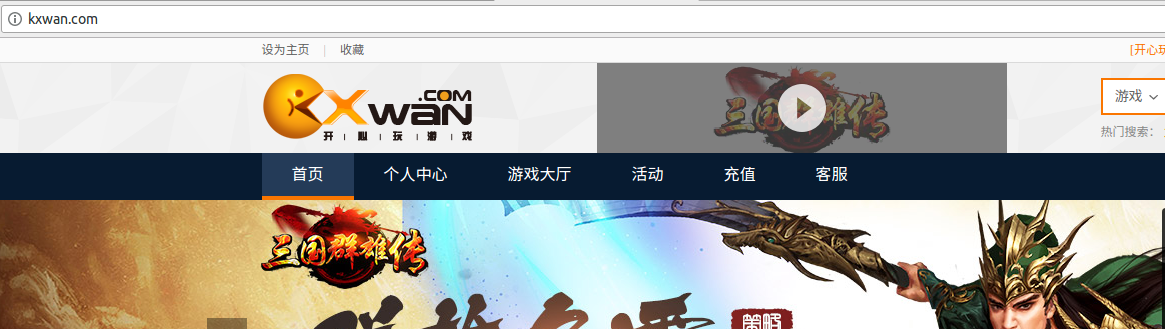 kxwan.com
设为主页 | 收藏
[开心玩
KXwan.COM
开心玩游戏
三国群雄传
游戏
热门搜索：
首页 个人中心 游戏大厅 活动 充值 客服
三国群雄传
策略